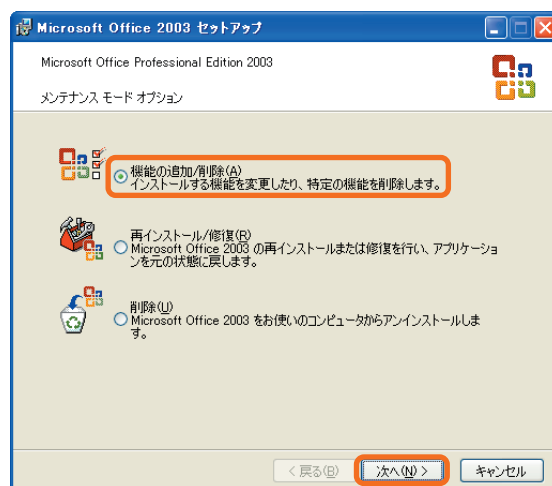 Microsoft Office 2003 セットアップ
Microsoft Office Professional Edition 2003
メンテナンス モード オプション
機能の追加/削除(A)
インストールする機能を変更したり、特定の機能を削除します。
再インストール/修復(R)
Microsoft Office 2003 の再インストールまたは修復を行い、アプリケーショ
ンを元の状態に戻します。
削除(U)
Microsoft Office 2003 をお使いのコンピュータからアンインストールしま
す。
< 戻る(B)
次へ(N) >
キャンセル